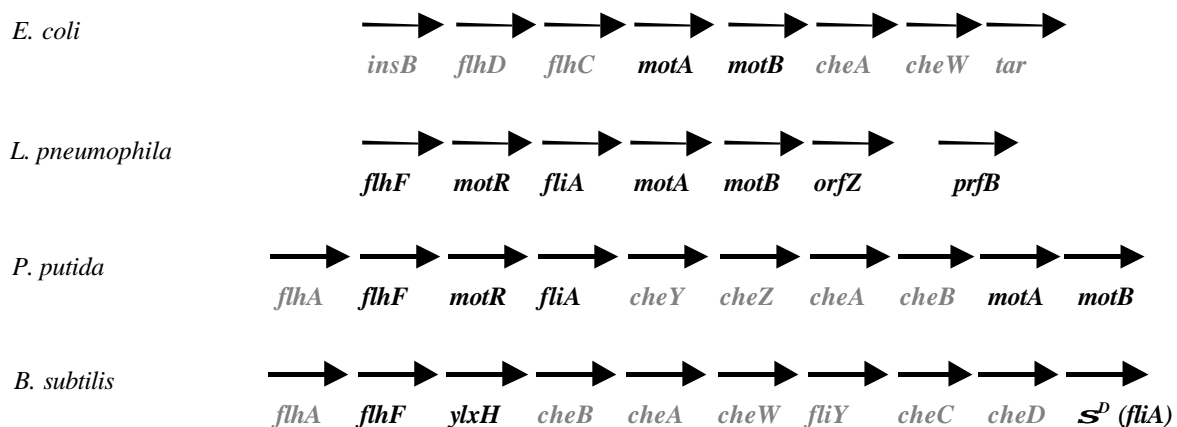 E. coli
insB flhD flhC motA motB cheA cheW tar
L. pneumophila
flhF motR fliA motA motB orfZ prfB
P. putida
flhA flhF motR fliA cheY cheZ cheA cheB motA motB
B. subtilis
flhA flhF ylxH cheB cheA cheW fliY cheC cheD s^D (fliA)